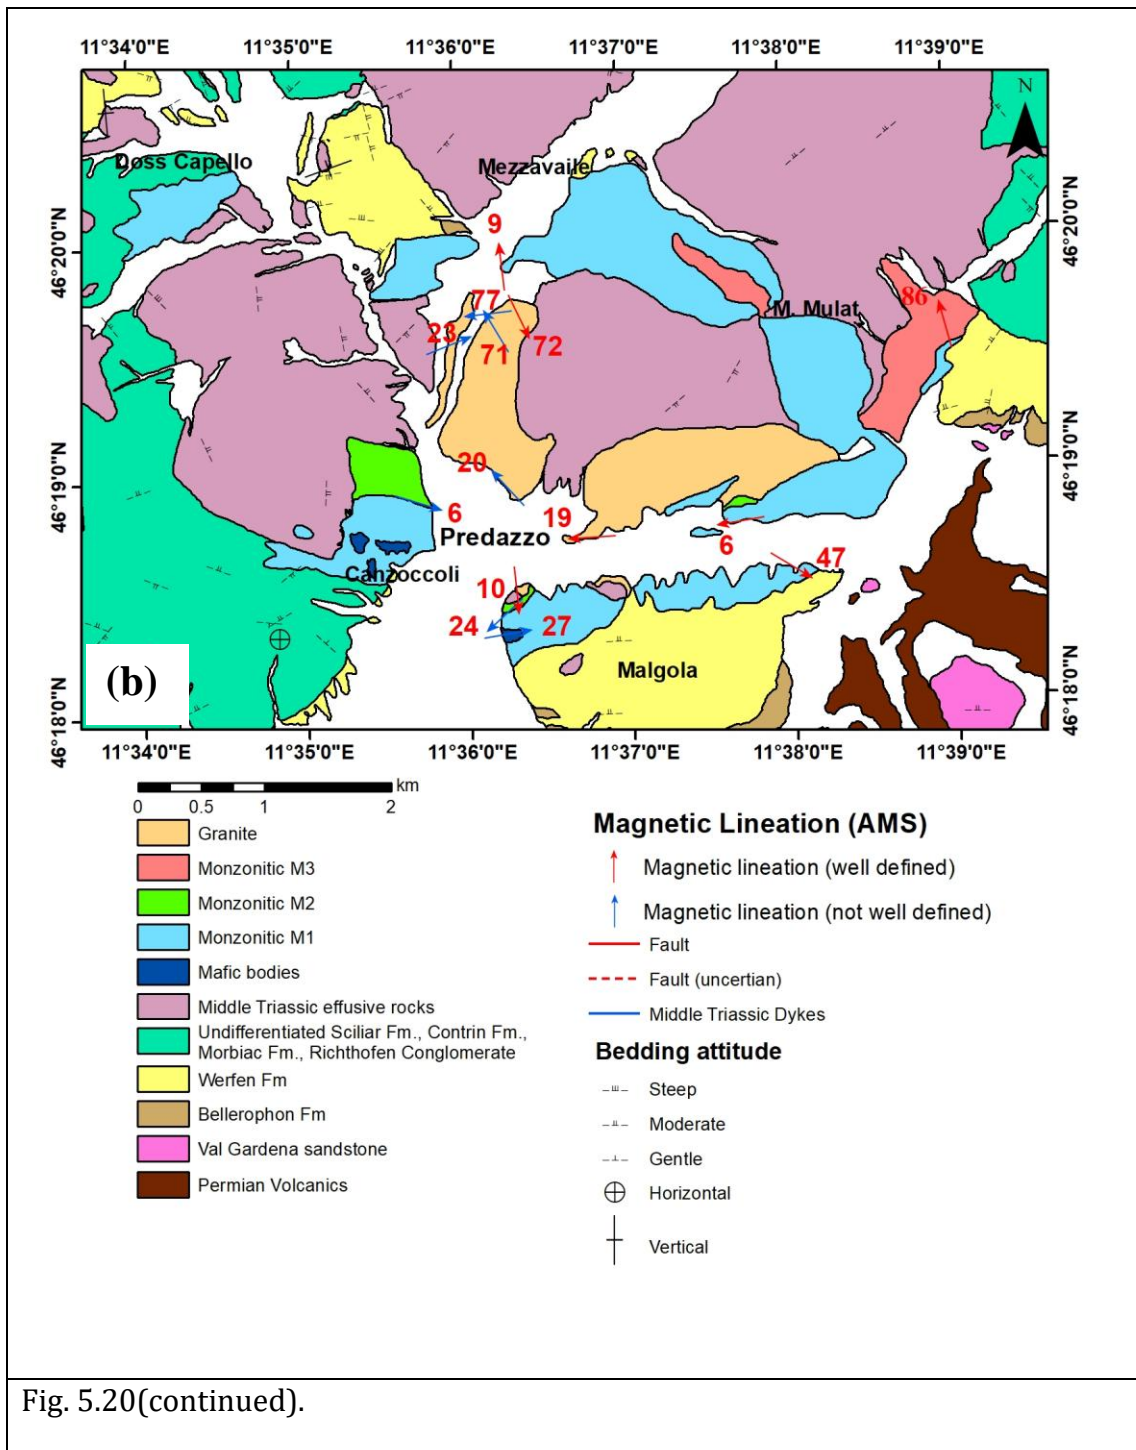 11°34'0"E 11°35'0"E 11°36'0"E 11°37'0"E 11°38'0"E 11°39'0"E
N
Doss Capello
Mezzavaile
46°20'0"N
46°20'0"N
9
77
M. Mulat
86
23
71
72
46°19'0"N
46°19'0"N
20
6
19
Predazzo
6
47
Canzoccoli
10
24
27
Malgola
(b)
46°18'0"N
46°18'0"N
11°34'0"E 11°35'0"E 11°36'0"E 11°37'0"E 11°38'0"E 11°39'0"E
km
0 0.5 1 2
Granite
Monzonitic M3
Monzonitic M2
Monzonitic M1
Mafic bodies
Middle Triassic effusive rocks
Undifferentiated Sciliar Fm., Contrin Fm.,
Morbiac Fm., Richthofen Conglomerate
Werfen Fm
Bellerophon Fm
Val Gardena sandstone
Permian Volcanics
Magnetic Lineation (AMS)
Magnetic lineation (well defined)
Magnetic lineation (not well defined)
Fault
Fault (uncertian)
Middle Triassic Dykes
Bedding attitude
Steep
Moderate
Gentle
Horizontal
Vertical
Fig. 5.20(continued).